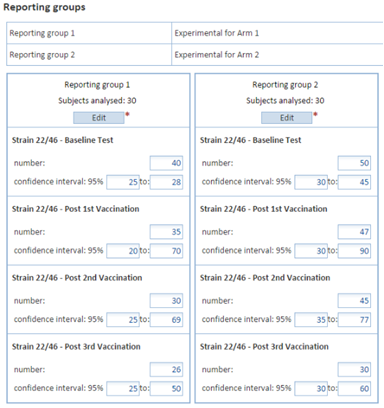 Reporting groups
Reporting group 1 Experimental for Arm 1
Reporting group 2 Experimental for Arm 2
Reporting group 1
Subjects analysed: 30
Edit *
Strain 22/46 - Baseline Test
number: 40
confidence interval: 95% 25 to: 28
Strain 22/46 - Post 1st Vaccination
number: 35
confidence interval: 95% 20 to: 70
Strain 22/46 - Post 2nd Vaccination
number: 30
confidence interval: 95% 25 to: 69
Strain 22/46 - Post 3rd Vaccination
number: 26
confidence interval: 95% 25 to: 50
Reporting group 2
Subjects analysed: 30
Edit *
Strain 22/46 - Baseline Test
number: 50
confidence interval: 95% 30 to: 45
Strain 22/46 - Post 1st Vaccination
number: 47
confidence interval: 95% 30 to: 90
Strain 22/46 - Post 2nd Vaccination
number: 45
confidence interval: 95% 35 to: 77
Strain 22/46 - Post 3rd Vaccination
number: 30
confidence interval: 95% 30 to: 60